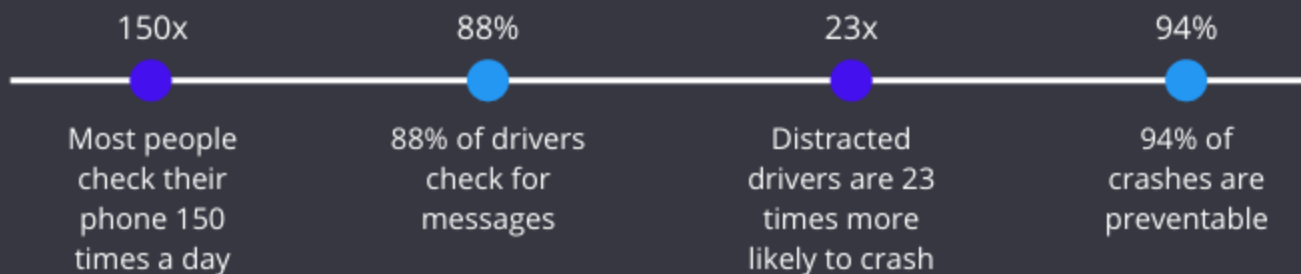 150x
Most people
check their
phone 150
times a day
88%
88% of drivers
check for
messages
23x
Distracted
drivers are 23
times more
likely to crash
94%
94% of
crashes are
preventable